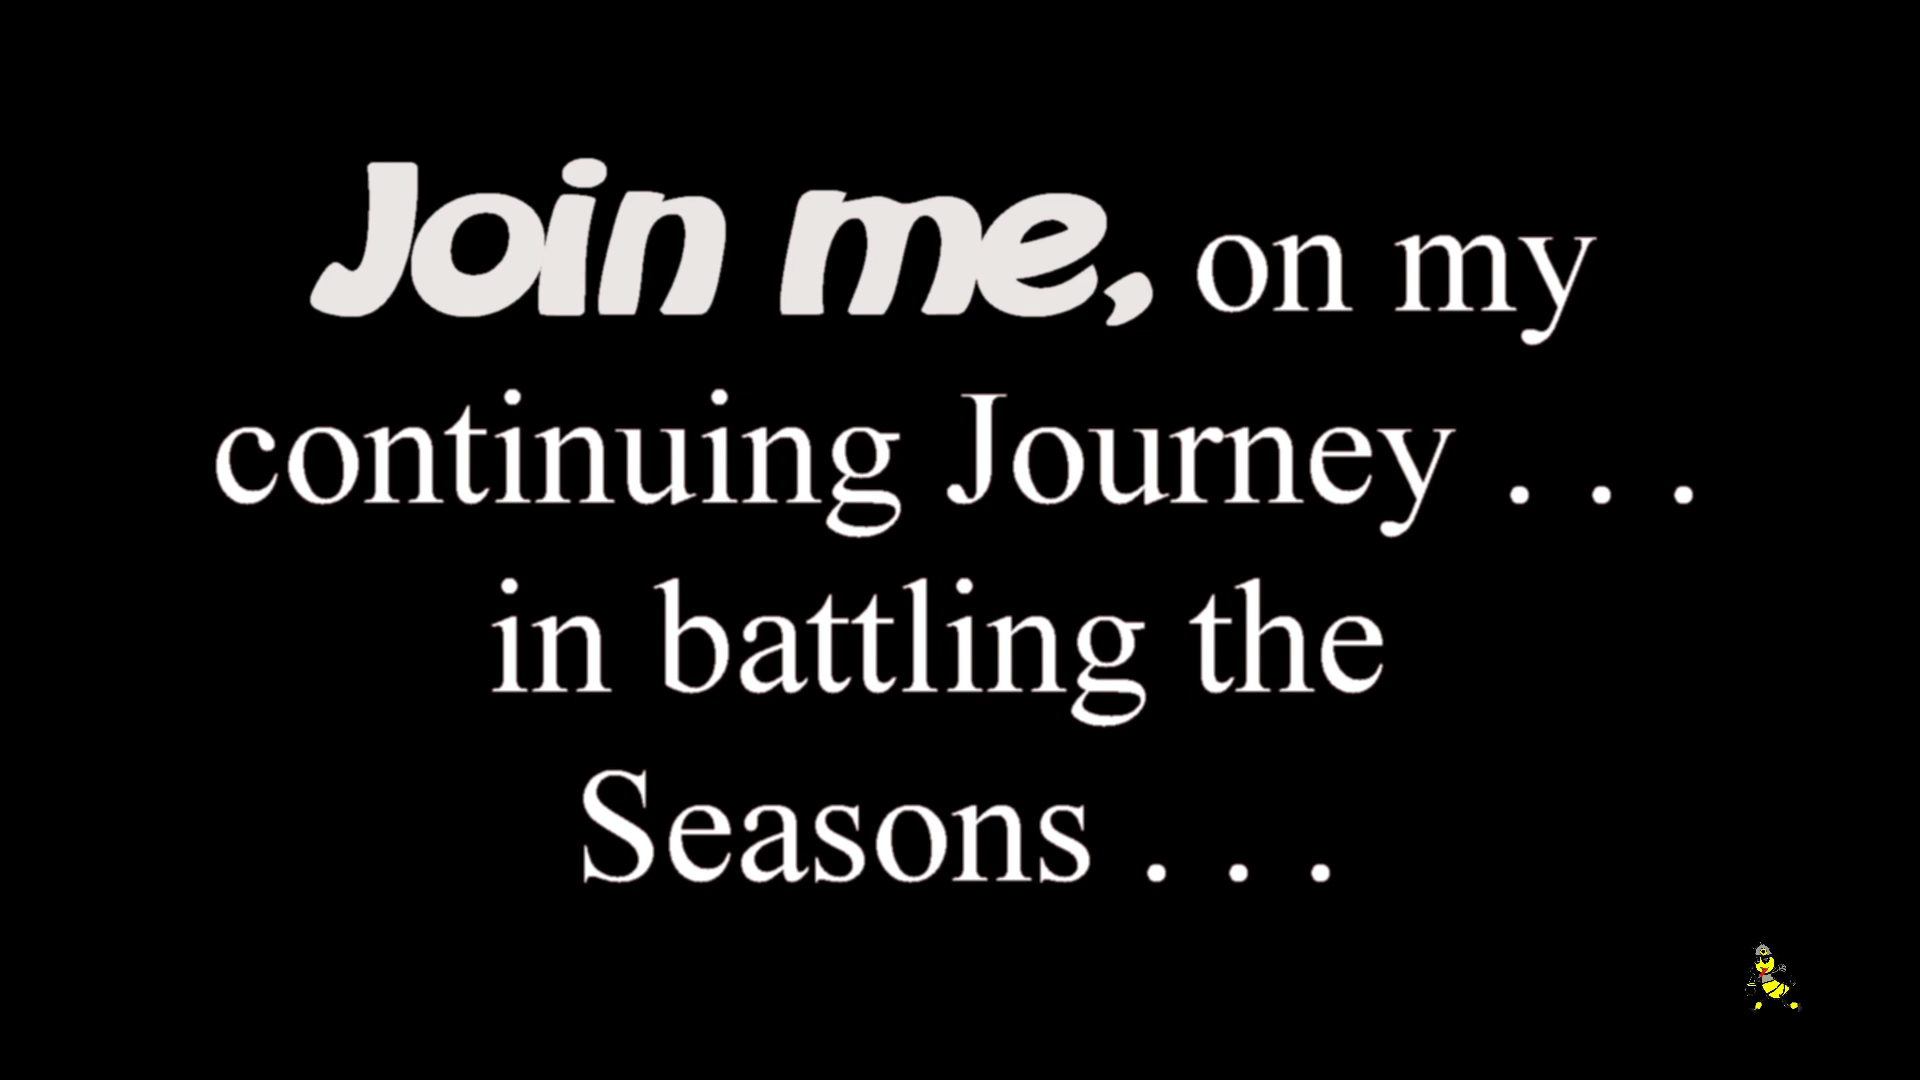 Join me, on my
continuing Journey . . .
in battling the
Seasons . . .